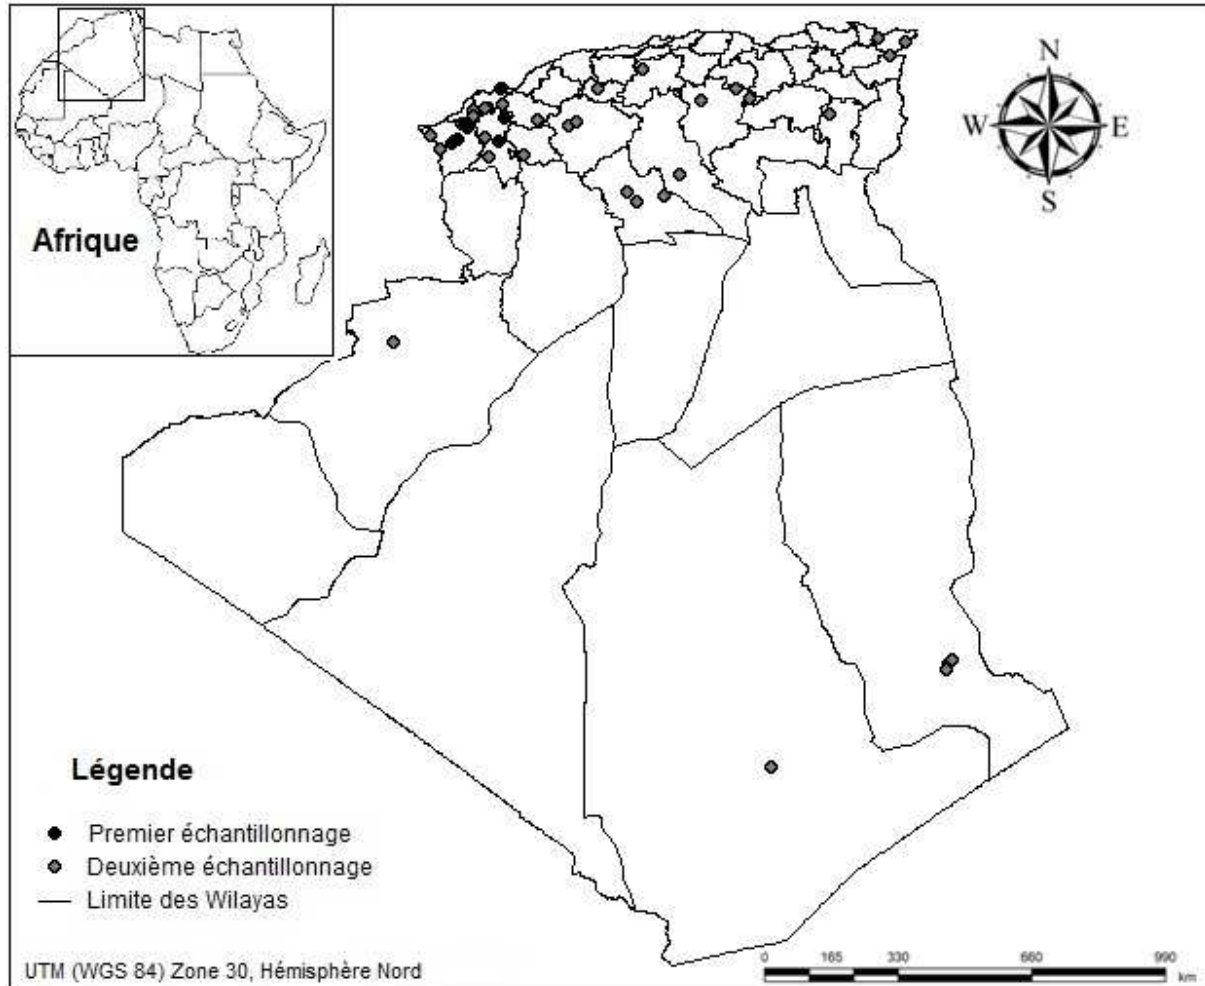 Afrique
N
W
E
S
Légende
Premier échantillonnage
Deuxième échantillonnage
Limite des Wilayas
UTM (WGS 84) Zone 30, Hémisphère Nord
0 165 330 660 990
km